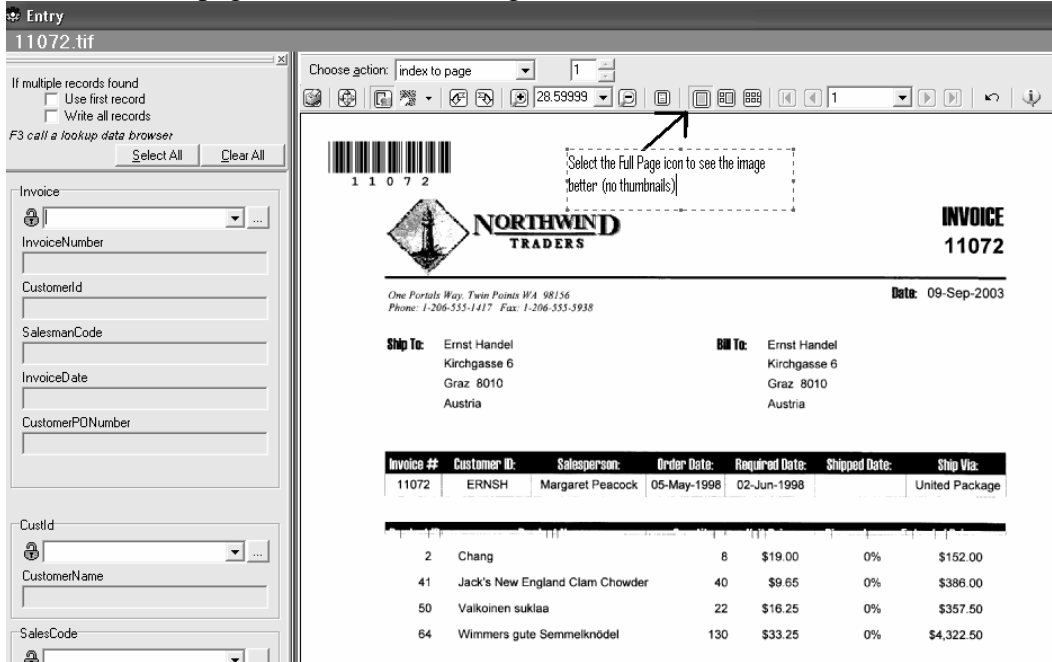 Entry
11072.tif
If multiple records found
Use first record
Write all records
F3 call a lookup data browser
Select All Clear All
Invoice
...
InvoiceNumber
CustomerId
SalesmanCode
InvoiceDate
CustomerPONumber
CustId
...
CustomerName
SalesCode
Choose action: index to page 1
28.59999 1
Select the Full Page icon to see the image
better (no thumbnails)
11072
NORTHWIND
TRADERS
INVOICE
11072
One Portals Way, Twin Points WA 98156
Phone: 1-206-555-1417 Fax: 1-206-555-5938
Date: 09-Sep-2003
Ship To: Ernst Handel Bill To: Ernst Handel
Kirchgasse 6 Kirchgasse 6
Graz 8010 Graz 8010
Austria Austria
Invoice # Customer ID: Salesperson: Order Date: Required Date: Shipped Date: Ship Via:
11072 ERNSH Margaret Peacock 05-May-1998 02-Jun-1998 United Package
2 Chang 8 $19.00 0% $152.00
41 Jack's New England Clam Chowder 40 $9.65 0% $386.00
50 Valkoinen suklaa 22 $16.25 0% $357.50
64 Wimmers gute Semmelknödel 130 $33.25 0% $4,322.50